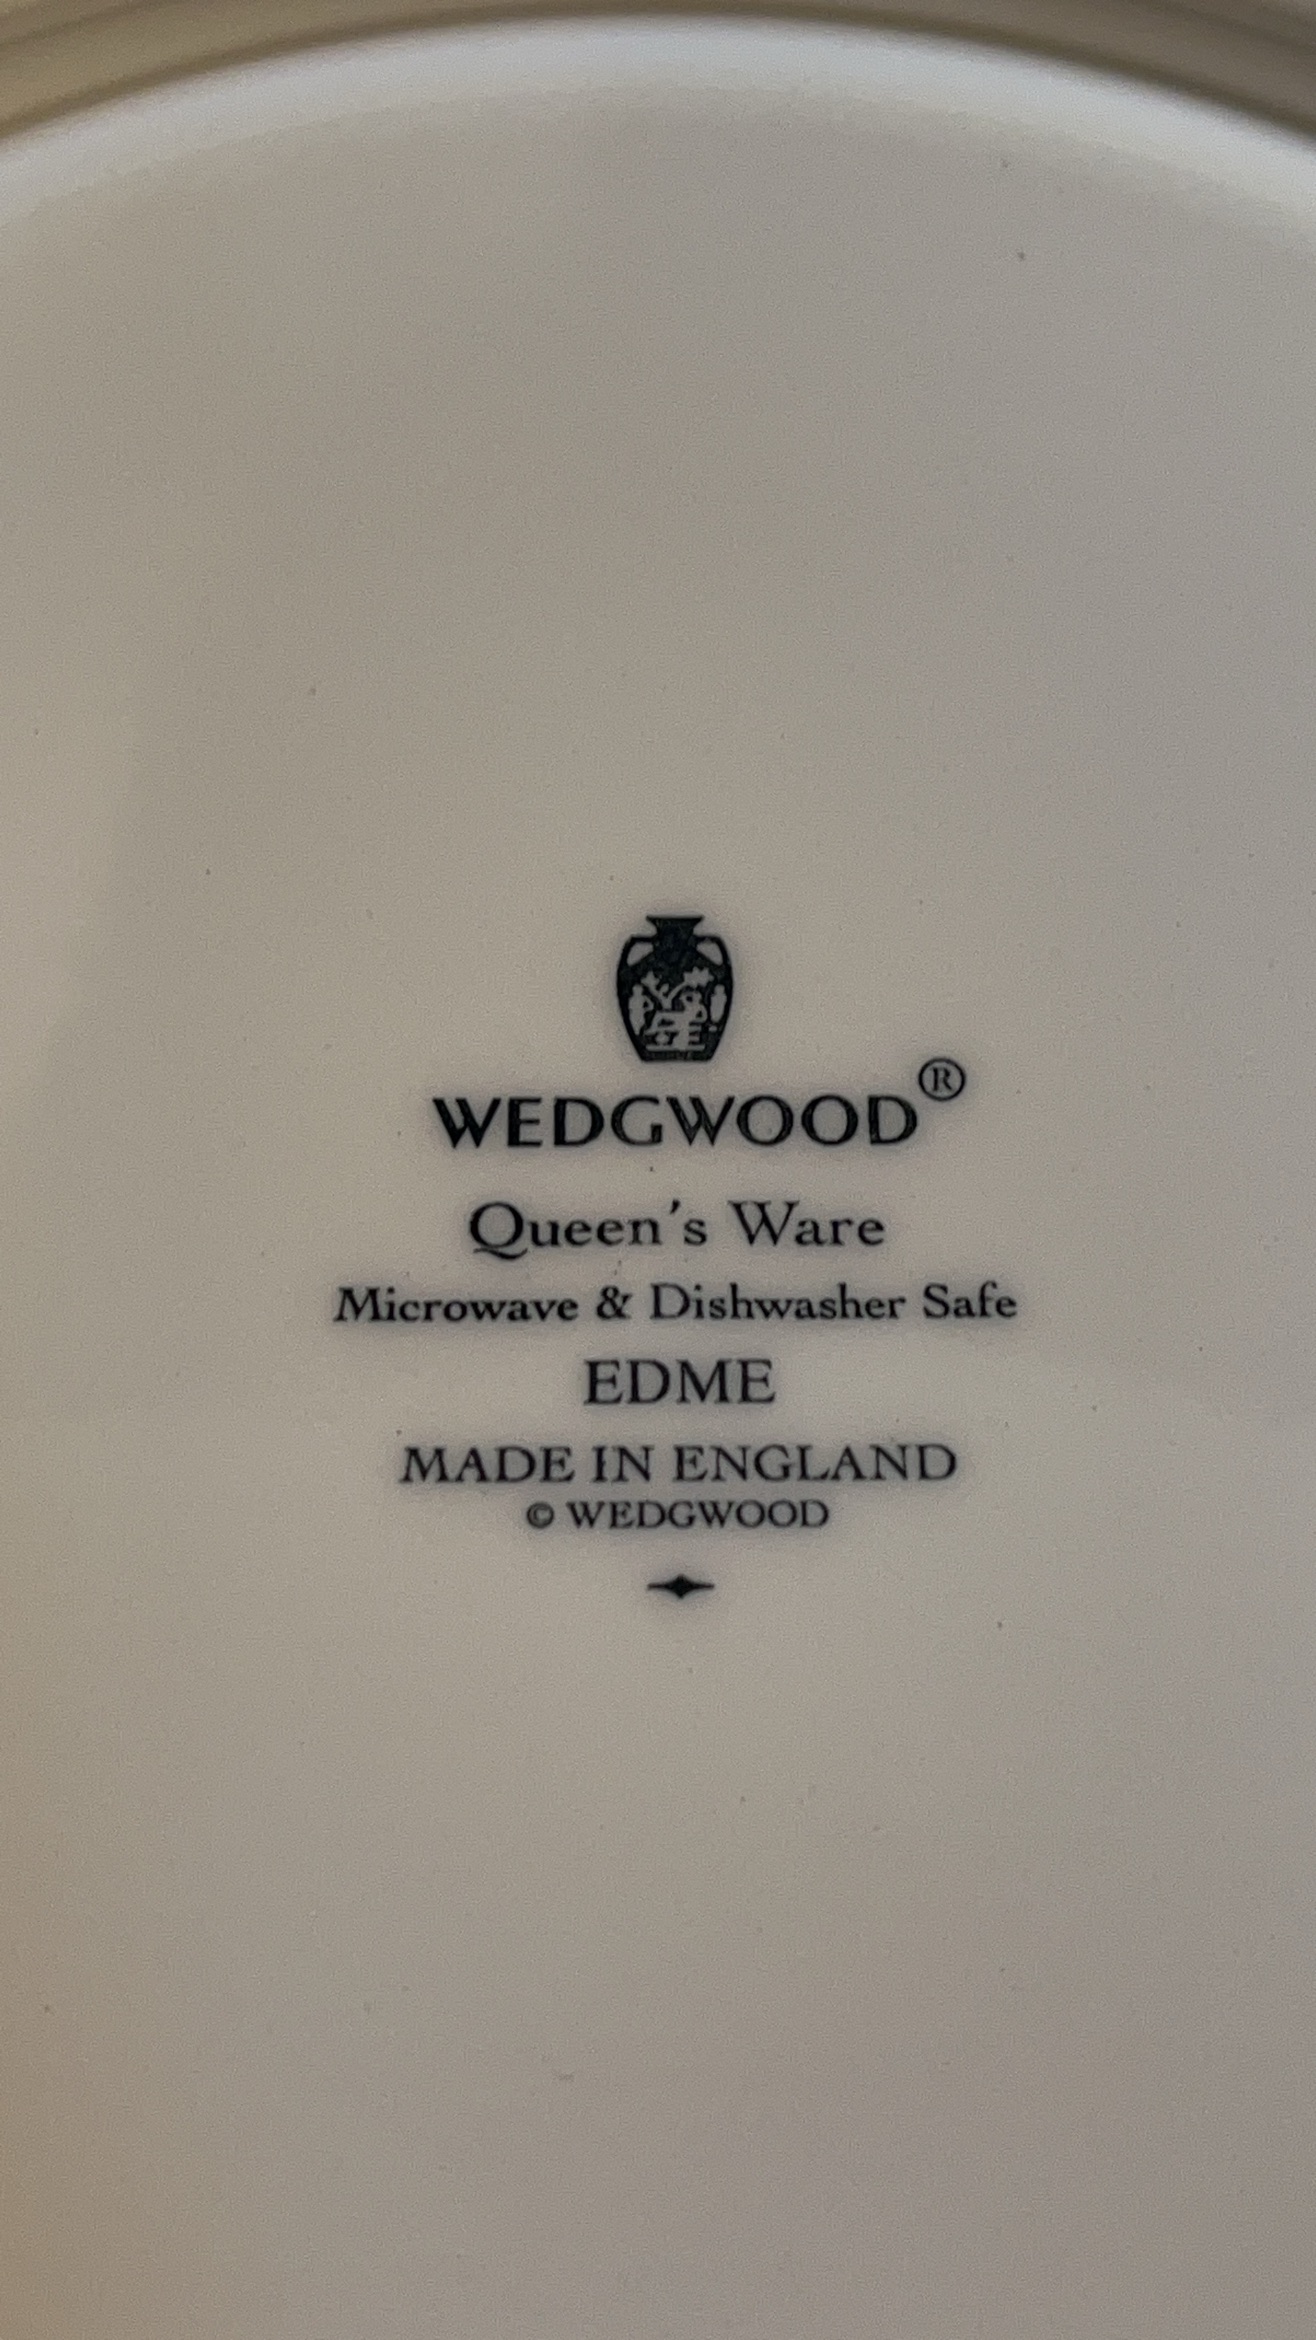 WEDGWOOD®
Queen's Ware
Microwave & Dishwasher Safe
EDME
MADE IN ENGLAND
© WEDGWOOD